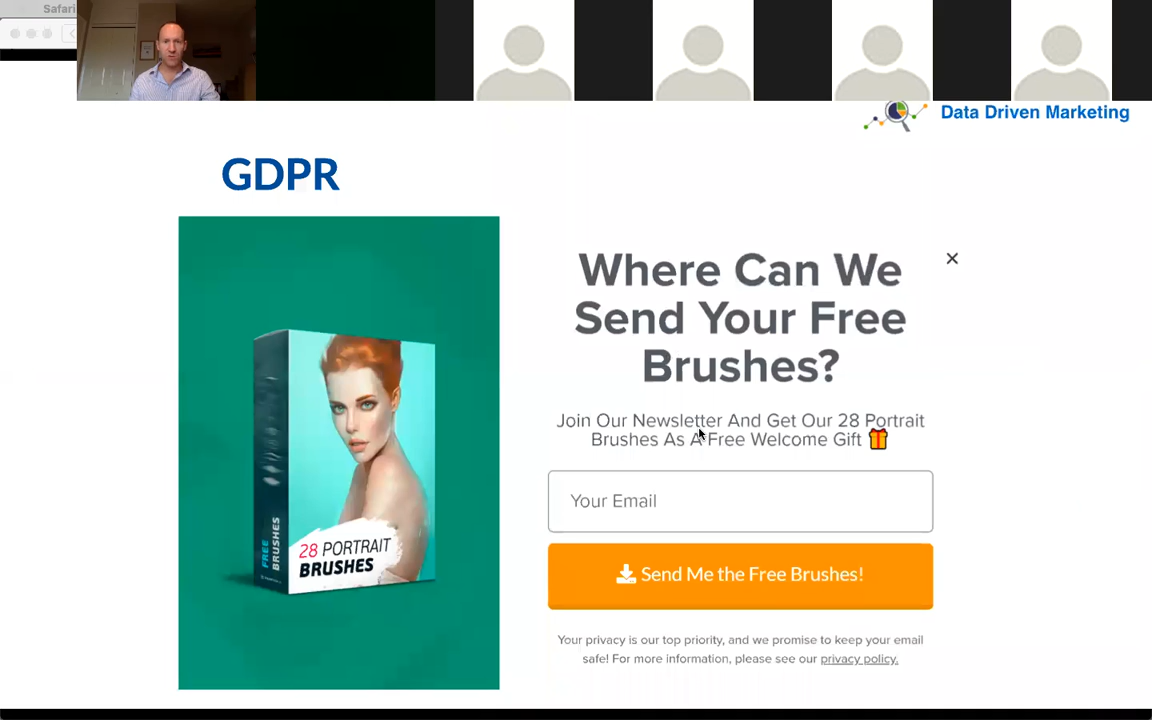 Safari
Data Driven Marketing
GDPR
Where Can We
Send Your Free
Brushes?
Join Our Newsletter And Get Our 28 Portrait
Brushes As A Free Welcome Gift 🎁
Your Email
Send Me the Free Brushes!
Your privacy is our top priority, and we promise to keep your email
safe! For more information, please see our privacy policy.
FREE
BRUSHES
28 PORTRAIT
BRUSHES